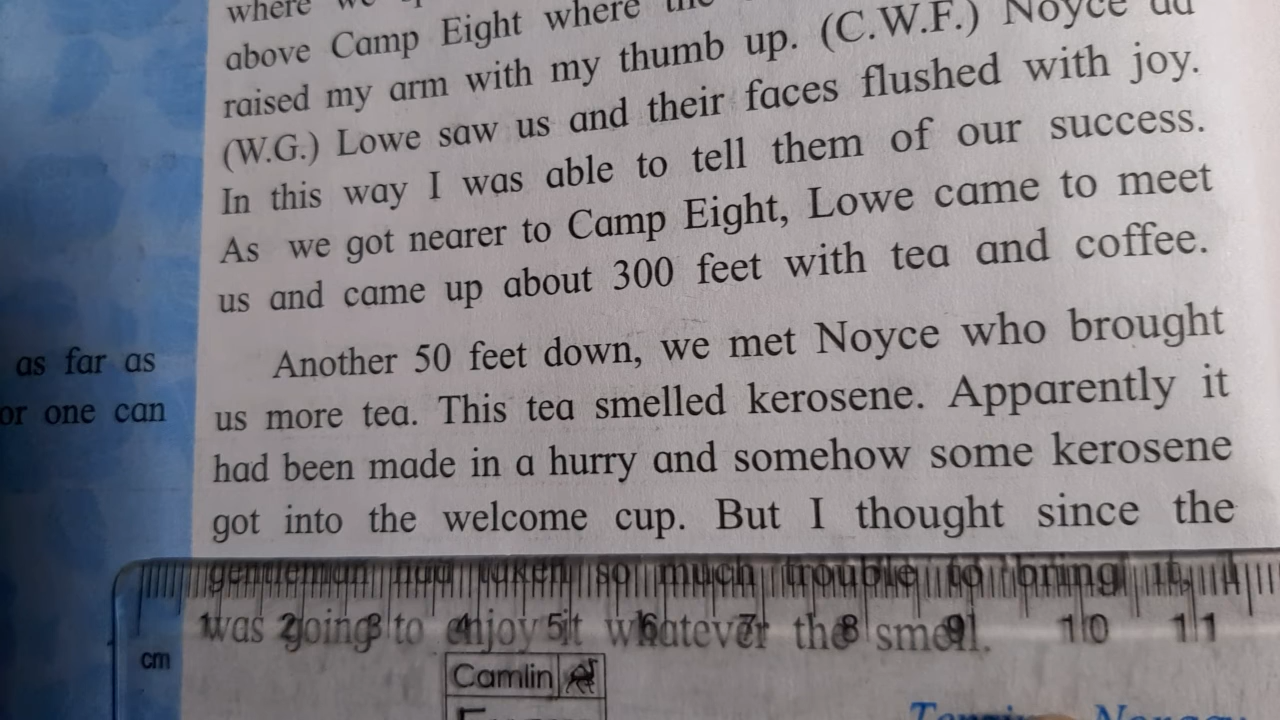 where
above Camp Eight where
raised my arm with my thumb up. (C.W.F.) Noyce
(W.G.) Lowe saw us and their faces flushed with joy.
In this way I was able to tell them of our success.
As we got nearer to Camp Eight, Lowe came to meet
us and came up about 300 feet with tea and coffee.
Another 50 feet down, we met Noyce who brought
us more tea. This tea smelled kerosene. Apparently it
had been made in a hurry and somehow some kerosene
got into the welcome cup. But I thought since the
gentleman had taken so much trouble to bring it, I
was going to enjoy it whatever the smell.
as far as
or one can
1 2 3 4 5 6 7 8 9 10 11
cm
Camlin